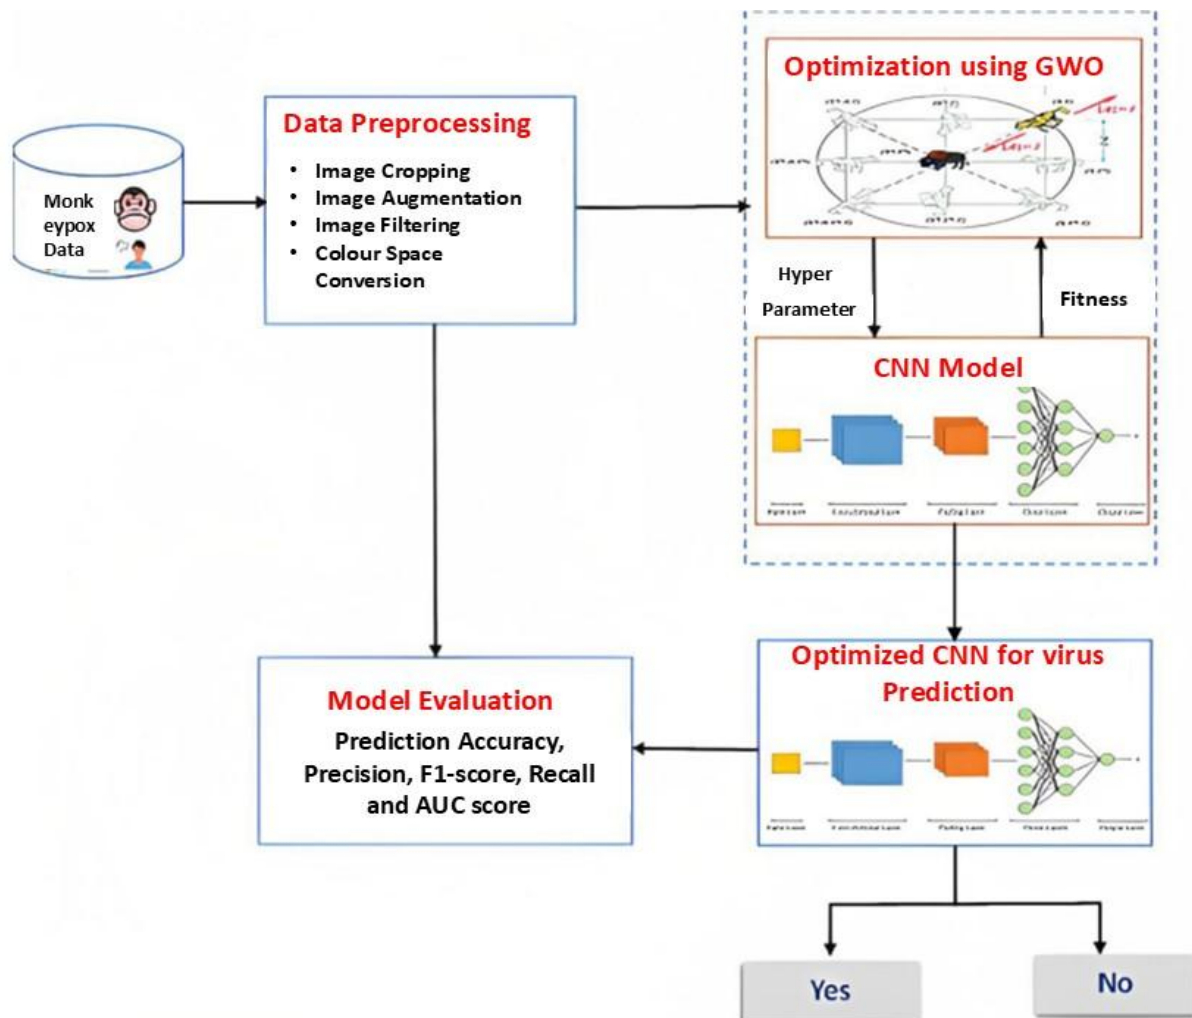 Monk
eypox
Data
Data Preprocessing
• Image Cropping
• Image Augmentation
• Image Filtering
• Colour Space
Conversion
Optimization using GWO
Hyper
Parameter
Fitness
CNN Model
Optimized CNN for virus
Prediction
Model Evaluation
Prediction Accuracy,
Precision, F1-score, Recall
and AUC score
Yes
No